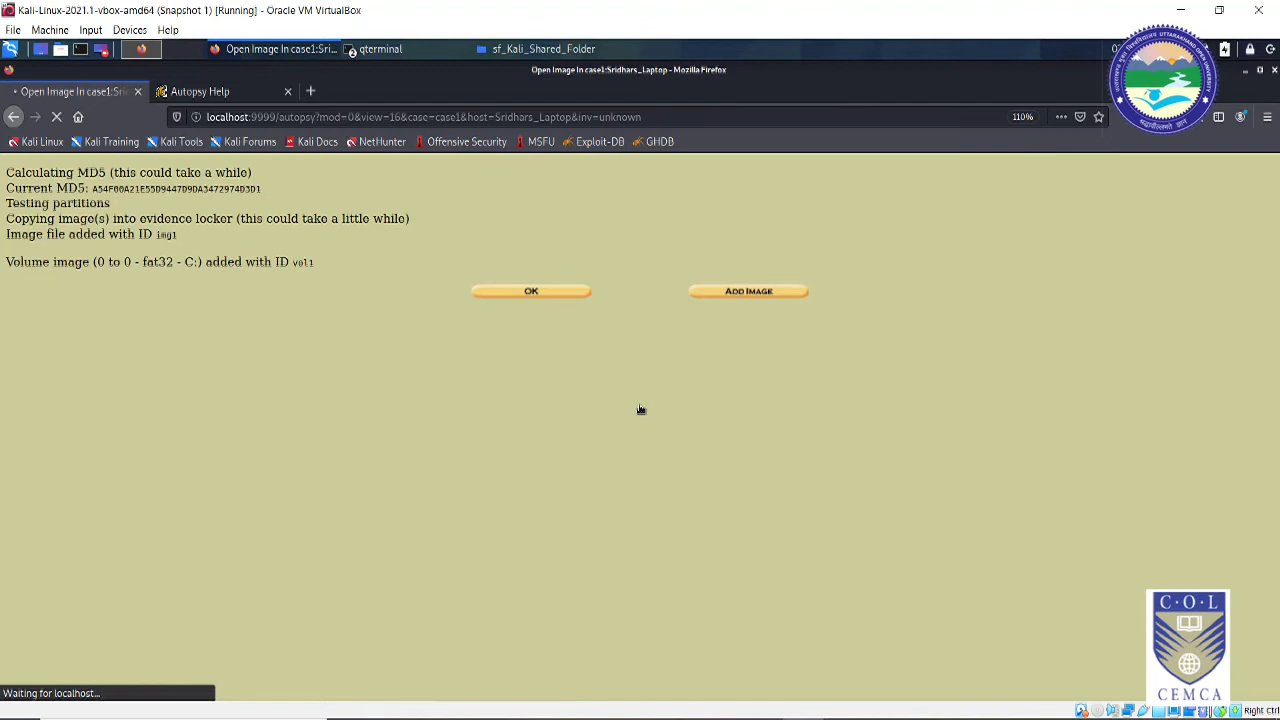 Kali-Linux-2021.1-vbox-amd64 (Snapshot 1) [Running] - Oracle VM VirtualBox
File Machine Input Devices Help
Open Image In case1:Sri... qterminal sf_Kali_Shared_Folder
Open Image In case1:Sridhars_Laptop - Mozilla Firefox
Open Image In case1:Sri Autopsy Help
localhost:9999/autopsy?mod=0&view=16&case=case1&host=Sridhars_Laptop&inv=unknown 110%
Kali Linux Kali Training Kali Tools Kali Forums Kali Docs NetHunter Offensive Security MSFU Exploit-DB GHDB
Calculating MD5 (this could take a while)
Current MD5: A54F00A21E55D9447D9DA3472974D3D1
Testing partitions
Copying image(s) into evidence locker (this could take a little while)
Image file added with ID img1
Volume image (0 to 0 - fat32 - C:) added with ID vol1
OK ADD IMAGE
C·O·L
CEMCA
Waiting for localhost...
Right Ctrl